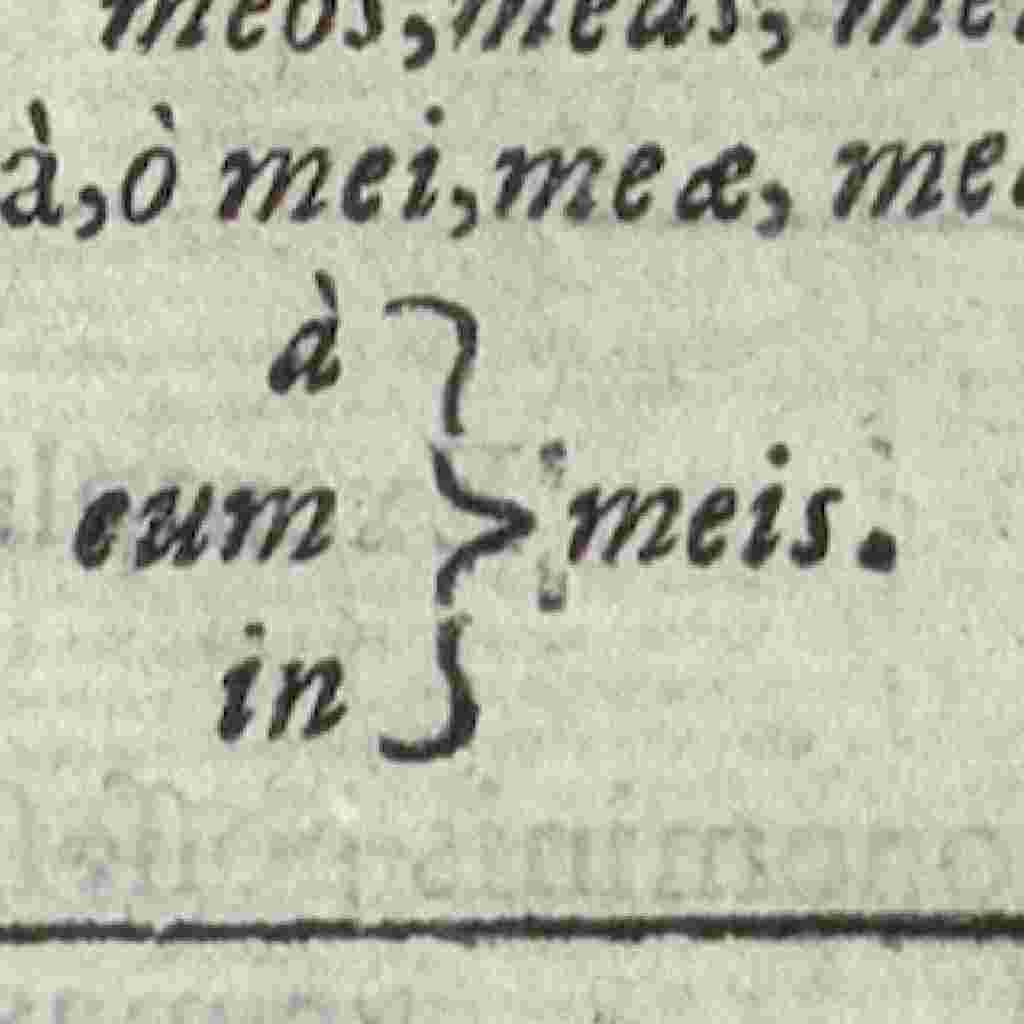 meos, meas, me
à, ò mei, meæ, me
à
cum
in
meis.